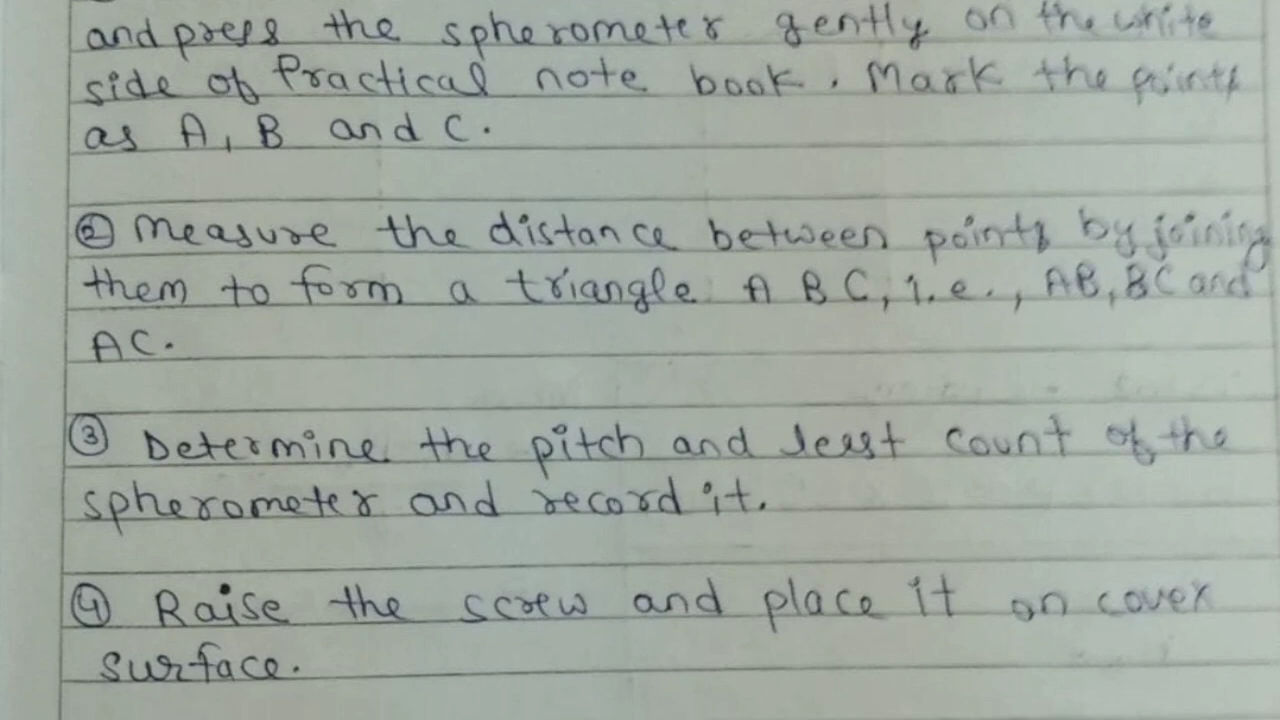 and press the spherometer gently on the white
side of Practical note book. Mark the points
as A, B and C.
② Measure the distance between points by joining
them to form a triangle A B C, i.e., AB, BC and
AC.
③ Determine the pitch and least count of the
spherometer and record it.
④ Raise the screw and place it on covex
surface.